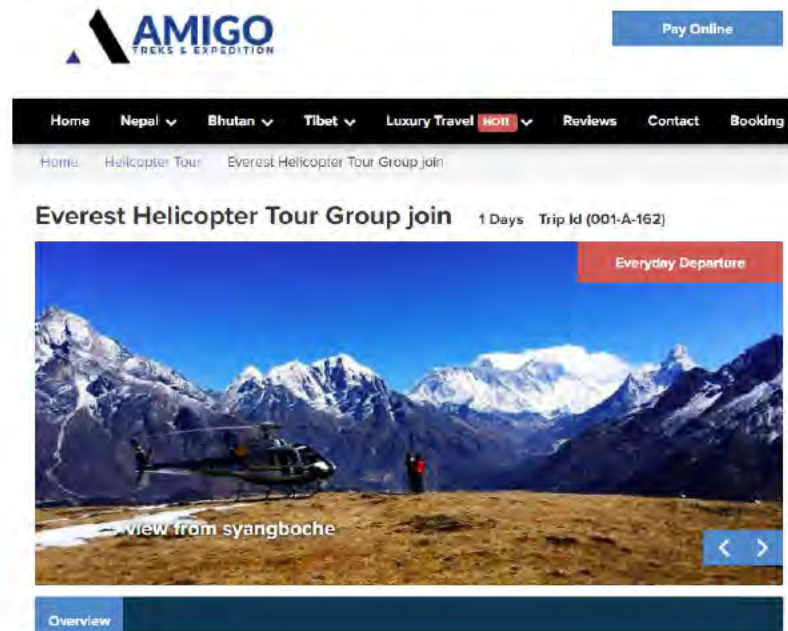 AMIGO
TREKS & EXPEDITION
Pay Online
Home Nepal Bhutan Tibet Luxury Travel HOT! Reviews Contact Booking
Home Helicopter Tour Everest Helicopter Tour Group join
Everest Helicopter Tour Group join 1 Days Trip Id (001-A-162)
Everyday Departure
view from syangboche
Overview